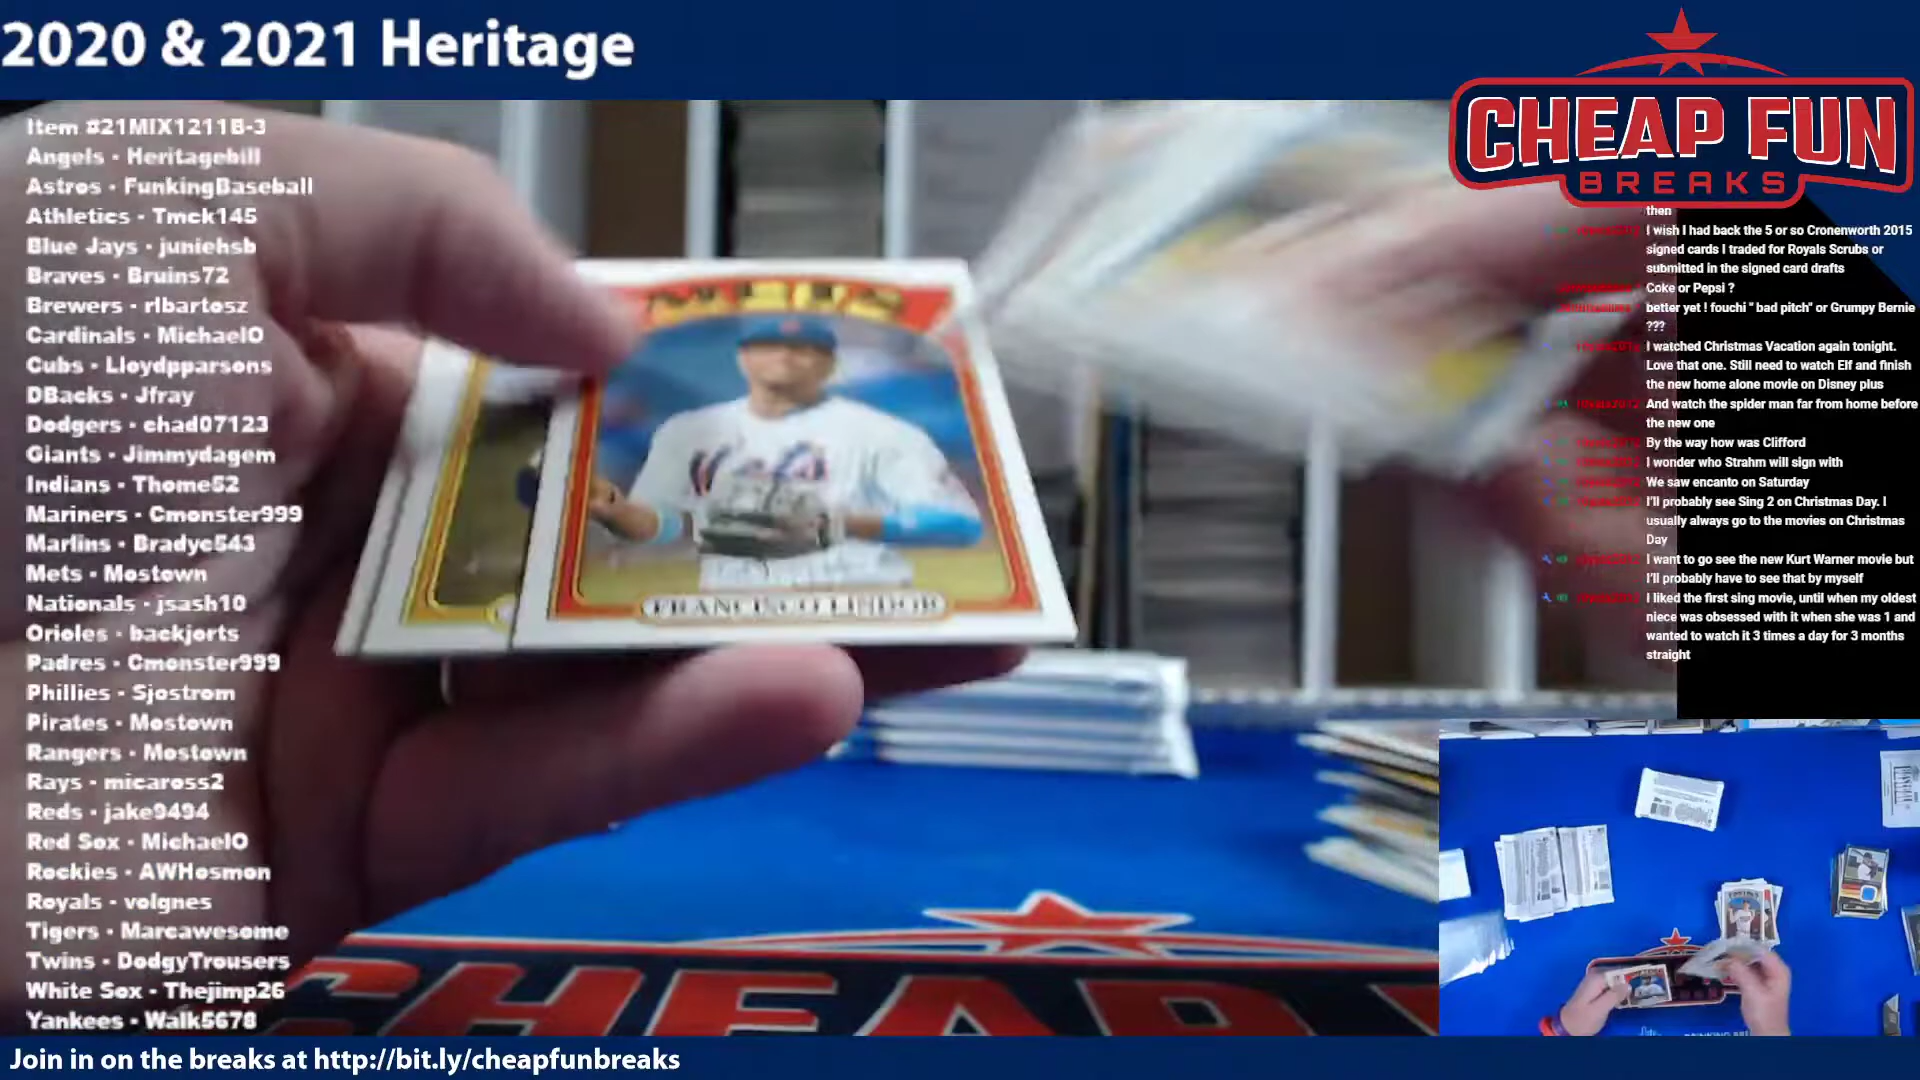 2020 & 2021 Heritage
CHEAP FUN
BREAKS
Item #21MIX1211B-3
Angels - Heritagebill
Astros - FunkingBaseball
Athletics - Tmck145
Blue Jays - juniehsb
Braves - Bruins72
Brewers - rlbartosz
Cardinals - MichaelO
Cubs - Lloydpparsons
DBacks - Jfray
Dodgers - chad07123
Giants - Jimmydagem
Indians - Thome52
Mariners - Cmonster999
Marlins - Bradyc543
Mets - Mostown
Nationals - jsash10
Orioles - backjorts
Padres - Cmonster999
Phillies - Sjostrom
Pirates - Mostown
Rangers - Mostown
Rays - micaross2
Reds - jake9494
Red Sox - MichaelO
Rockies - AWHosmon
Royals - volgnes
Tigers - Marcawesome
Twins - DodgyTrousers
White Sox - Thejimp26
Yankees - Walk5678
METS
Mets
FRANCISCO LINDOR
then
I wish I had back the 5 or so Cronenworth 2015
signed cards I traded for Royals Scrubs or
submitted in the signed card drafts
Coke or Pepsi ?
better yet ! fouchi " bad pitch" or Grumpy Bernie
???
I watched Christmas Vacation again tonight.
Love that one. Still need to watch Elf and finish
the new home alone movie on Disney plus
And watch the spider man far from home before
the new one
By the way how was Clifford
I wonder who Strahm will sign with
We saw encanto on Saturday
I'll probably see Sing 2 on Christmas Day. I
usually always go to the movies on Christmas
Day
I want to go see the new Kurt Warner movie but
I'll probably have to see that by myself
I liked the first sing movie, until when my oldest
niece was obsessed with it when she was 1 and
wanted to watch it 3 times a day for 3 months
straight
CHEAP
Join in on the breaks at http://bit.ly/cheapfunbreaks